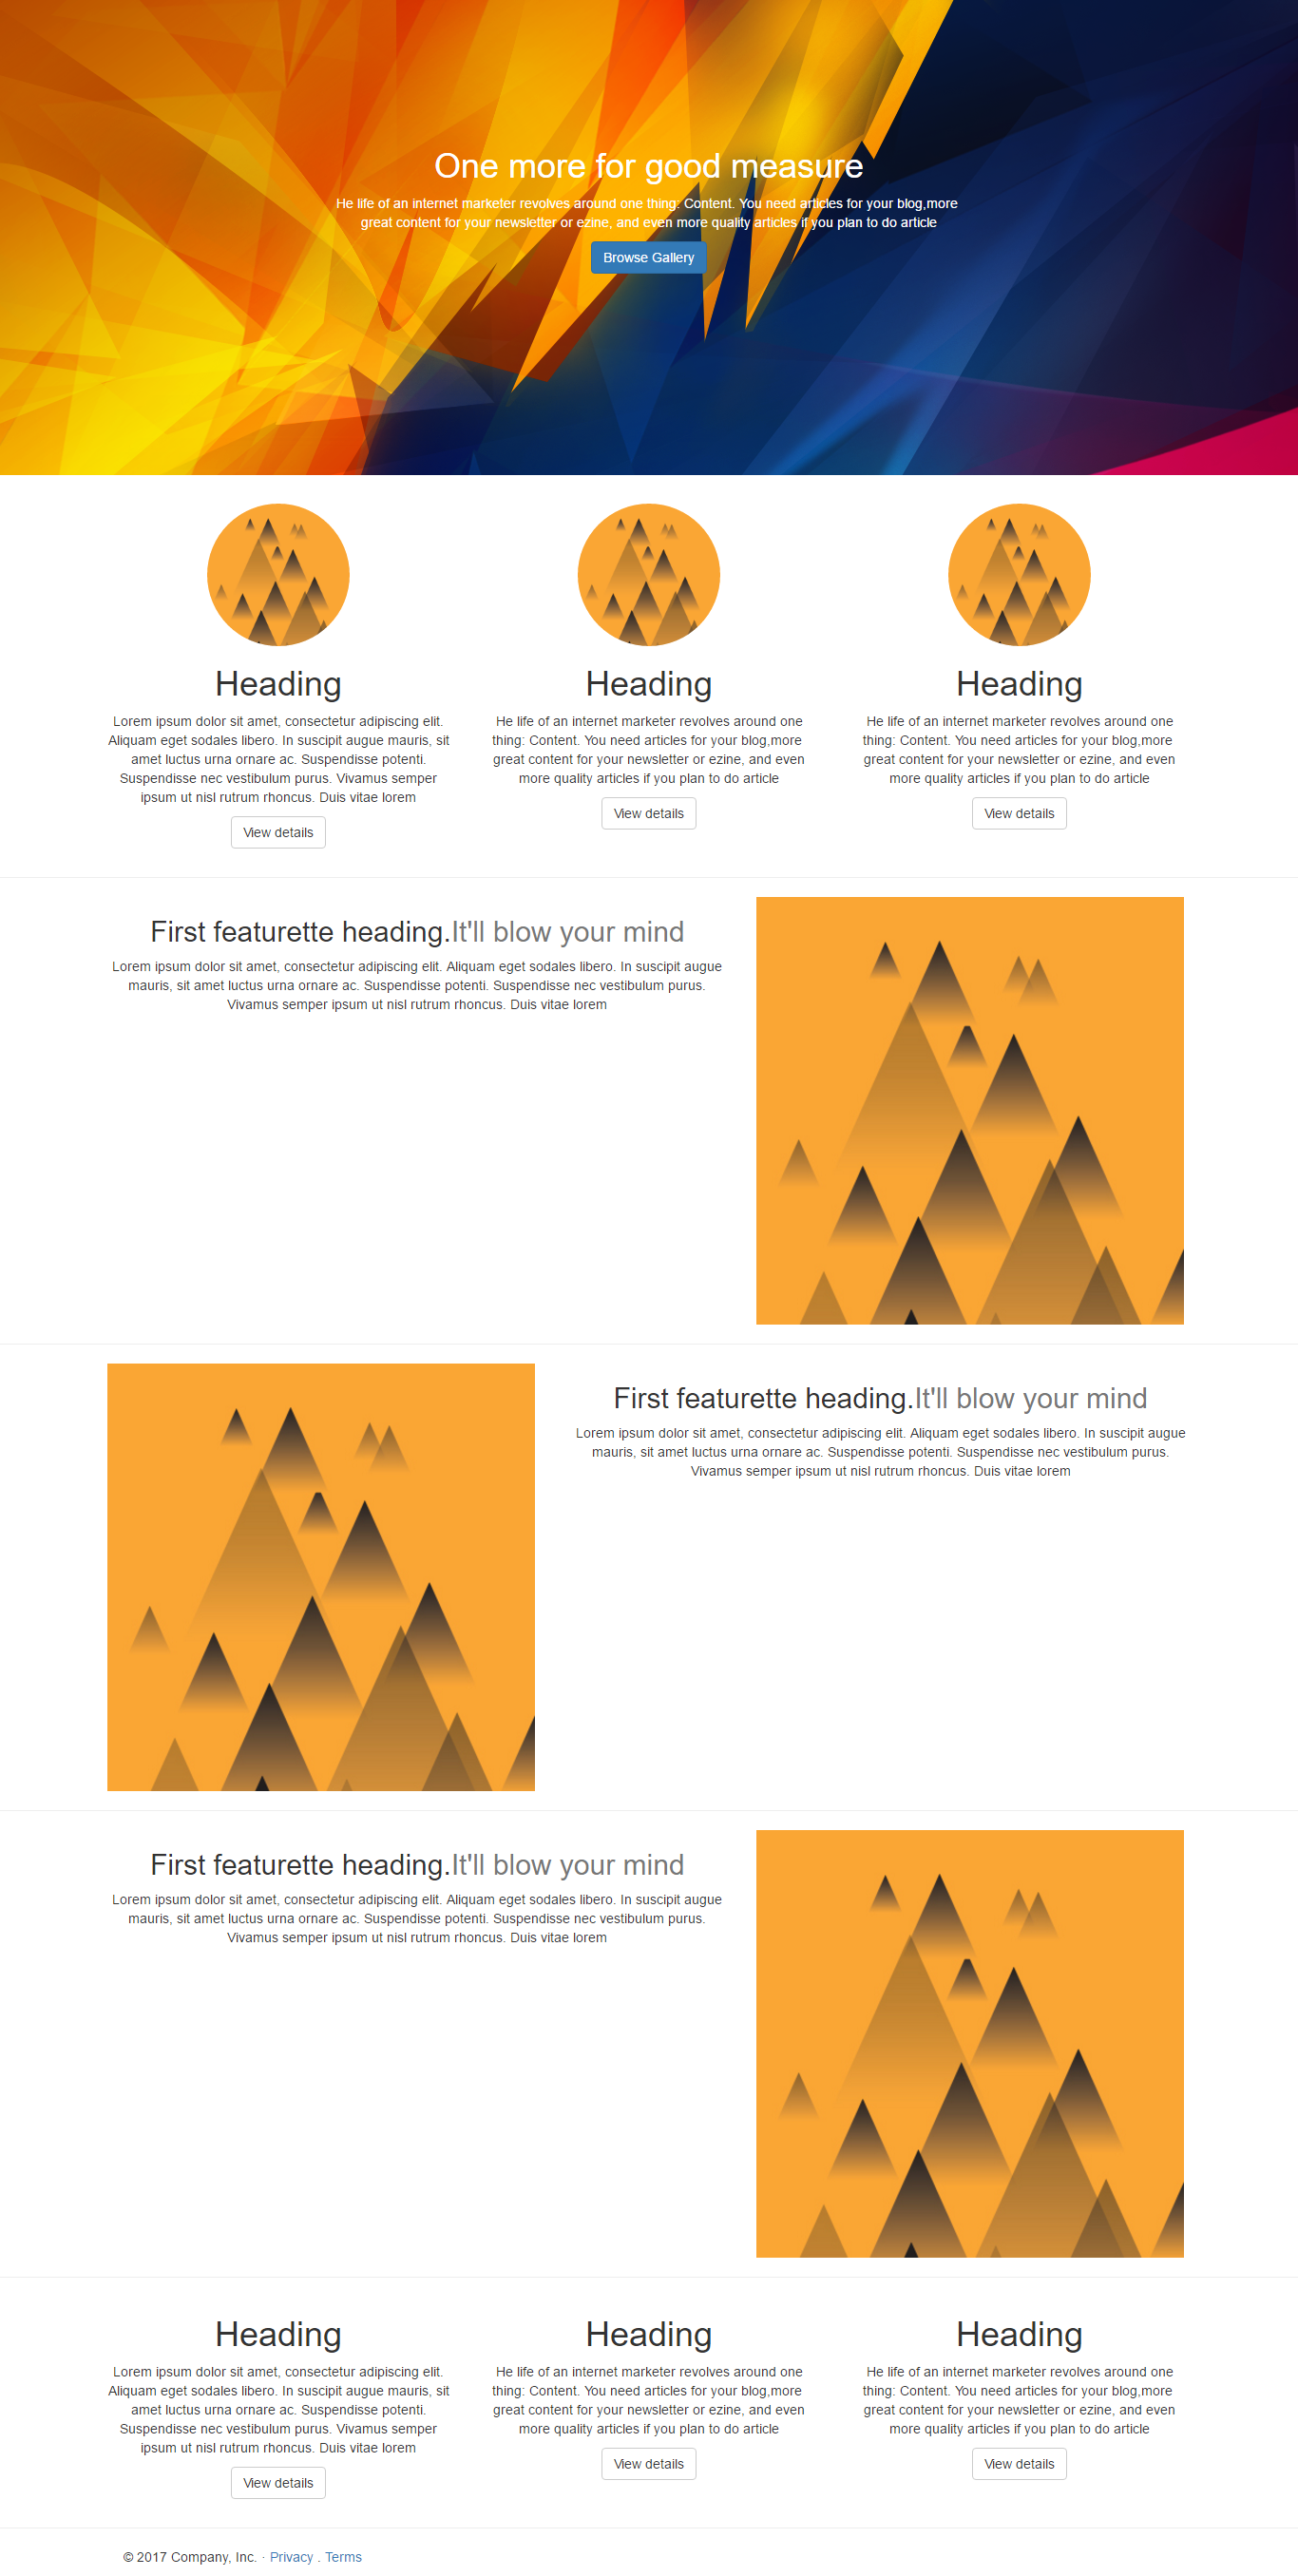 One more for good measure
He life of an internet marketer revolves around one thing: Content. You need articles for your blog,more
great content for your newsletter or ezine, and even more quality articles if you plan to do article
Browse Gallery
Heading
Lorem ipsum dolor sit amet, consectetur adipiscing elit.
Aliquam eget sodales libero. In suscipit augue mauris, sit
amet luctus urna ornare ac. Suspendisse potenti.
Suspendisse nec vestibulum purus. Vivamus semper
ipsum ut nisl rutrum rhoncus. Duis vitae lorem
View details
Heading
He life of an internet marketer revolves around one
thing: Content. You need articles for your blog,more
great content for your newsletter or ezine, and even
more quality articles if you plan to do article
View details
Heading
He life of an internet marketer revolves around one
thing: Content. You need articles for your blog,more
great content for your newsletter or ezine, and even
more quality articles if you plan to do article
View details
First featurette heading.It'll blow your mind
Lorem ipsum dolor sit amet, consectetur adipiscing elit. Aliquam eget sodales libero. In suscipit augue
mauris, sit amet luctus urna ornare ac. Suspendisse potenti. Suspendisse nec vestibulum purus.
Vivamus semper ipsum ut nisl rutrum rhoncus. Duis vitae lorem
First featurette heading.It'll blow your mind
Lorem ipsum dolor sit amet, consectetur adipiscing elit. Aliquam eget sodales libero. In suscipit augue
mauris, sit amet luctus urna ornare ac. Suspendisse potenti. Suspendisse nec vestibulum purus.
Vivamus semper ipsum ut nisl rutrum rhoncus. Duis vitae lorem
First featurette heading.It'll blow your mind
Lorem ipsum dolor sit amet, consectetur adipiscing elit. Aliquam eget sodales libero. In suscipit augue
mauris, sit amet luctus urna ornare ac. Suspendisse potenti. Suspendisse nec vestibulum purus.
Vivamus semper ipsum ut nisl rutrum rhoncus. Duis vitae lorem
Heading
Lorem ipsum dolor sit amet, consectetur adipiscing elit.
Aliquam eget sodales libero. In suscipit augue mauris, sit
amet luctus urna ornare ac. Suspendisse potenti.
Suspendisse nec vestibulum purus. Vivamus semper
ipsum ut nisl rutrum rhoncus. Duis vitae lorem
View details
Heading
He life of an internet marketer revolves around one
thing: Content. You need articles for your blog,more
great content for your newsletter or ezine, and even
more quality articles if you plan to do article
View details
Heading
He life of an internet marketer revolves around one
thing: Content. You need articles for your blog,more
great content for your newsletter or ezine, and even
more quality articles if you plan to do article
View details
© 2017 Company, Inc. · Privacy . Terms